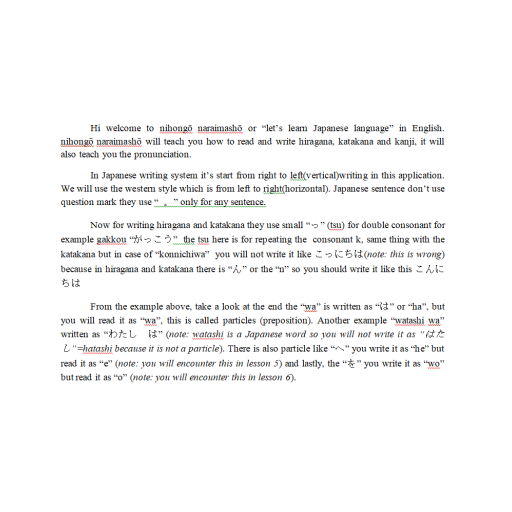 Hi welcome to nihongō naraimashō or “let’s learn Japanese language” in English.
nihongō naraimashō will teach you how to read and write hiragana, katakana and kanji, it will
also teach you the pronunciation.
In Japanese writing system it’s start from right to left(vertical)writing in this application.
We will use the western style which is from left to right(horizontal). Japanese sentence don’t use
question mark they use “ 。” only for any sentence.
Now for writing hiragana and katakana they use small “っ” (tsu) for double consonant for
example gakkou “がっこう” the tsu here is for repeating the consonant k, same thing with the
katakana but in case of “konnichiwa” you will not write it like こっにちは(note: this is wrong)
because in hiragana and katakana there is “ん” or the “n” so you should write it like this こんに
ちは
From the example above, take a look at the end the “wa” is written as “は” or “ha”, but
you will read it as “wa”, this is called particles (preposition). Another example “watashi wa”
written as “わたし　は” (note: watashi is a Japanese word so you will not write it as “はた
し”=hatashi because it is not a particle). There is also particle like “へ” you write it as “he” but
read it as “e” (note: you will encounter this in lesson 5) and lastly, the “を” you write it as “wo”
but read it as “o” (note: you will encounter this in lesson 6).